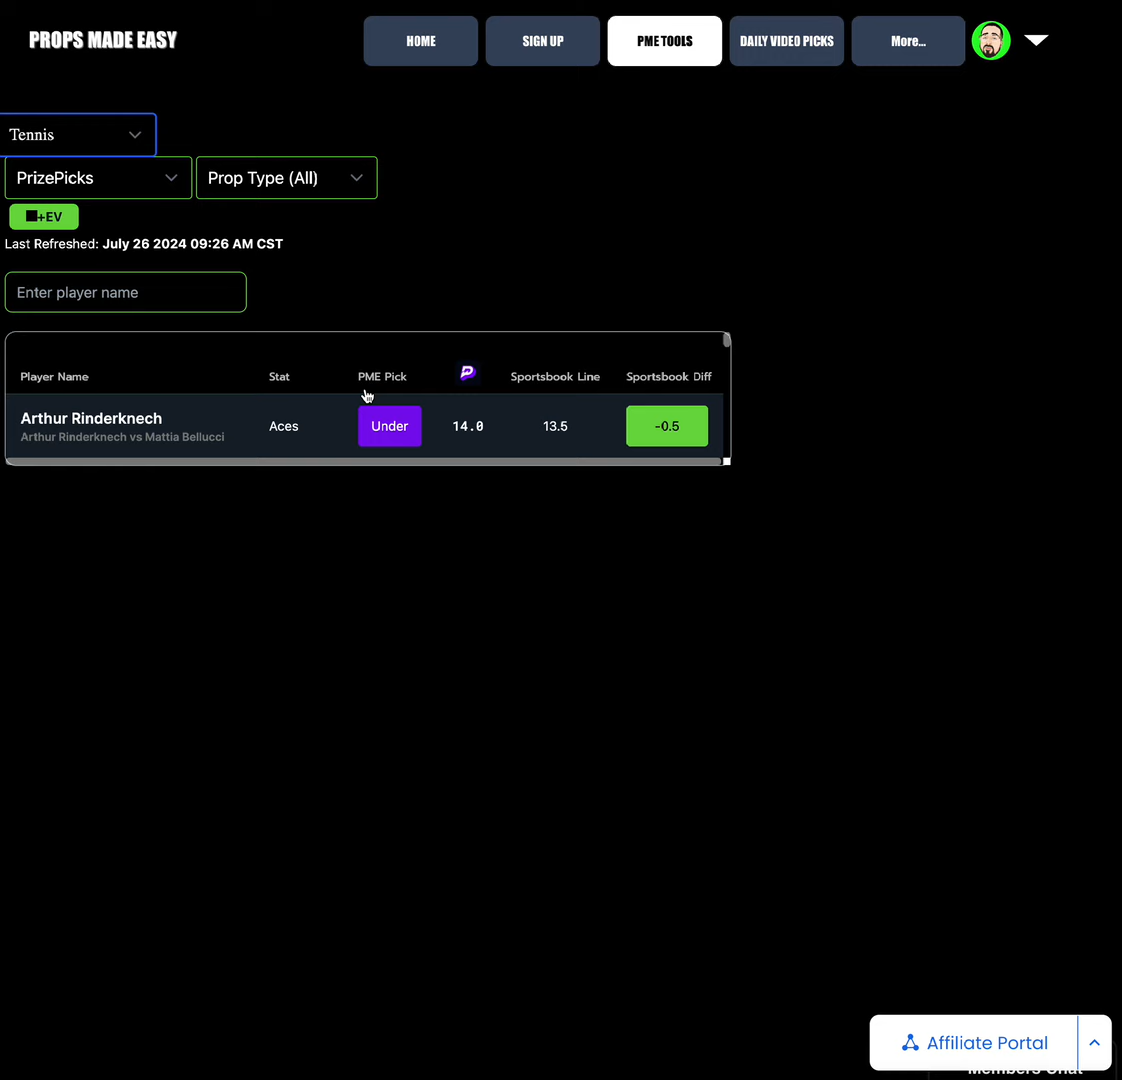 PROPS MADE EASY
HOME
SIGN UP
PME TOOLS
DAILY VIDEO PICKS
More...
Tennis
PrizePicks
Prop Type (All)
+EV
Last Refreshed: July 26 2024 09:26 AM CST
Enter player name
Player Name Stat PME Pick Sportsbook Line Sportsbook Diff
Arthur Rinderknech
Arthur Rinderknech vs Mattia Bellucci
Aces Under 14.0 13.5 -0.5
Affiliate Portal
Members Chat